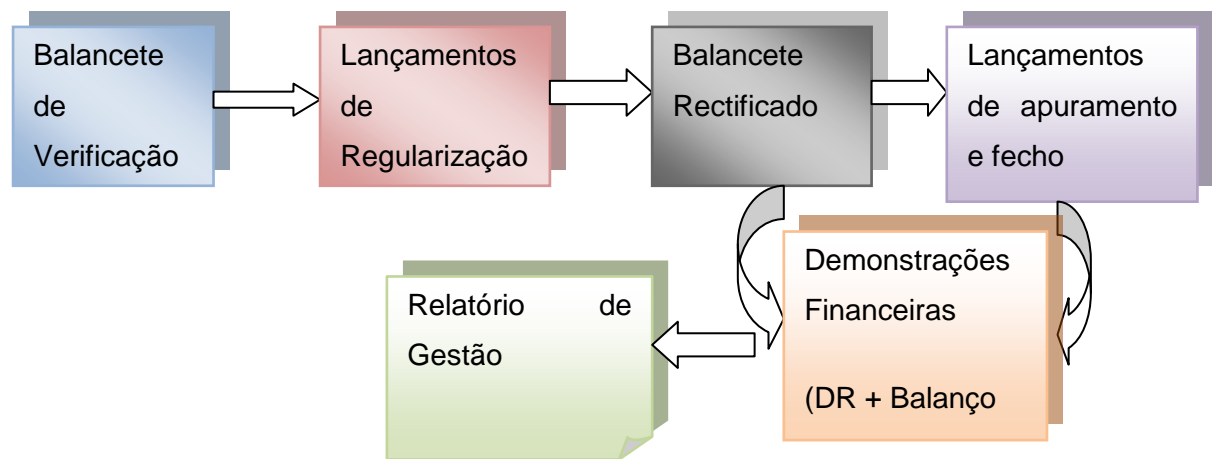 Balancete
de
Verificação
Lançamentos
de
Regularização
Balancete
Rectificado
Lançamentos
de apuramento
e fecho
Demonstrações
Financeiras
(DR + Balanço
Relatório de
Gestão